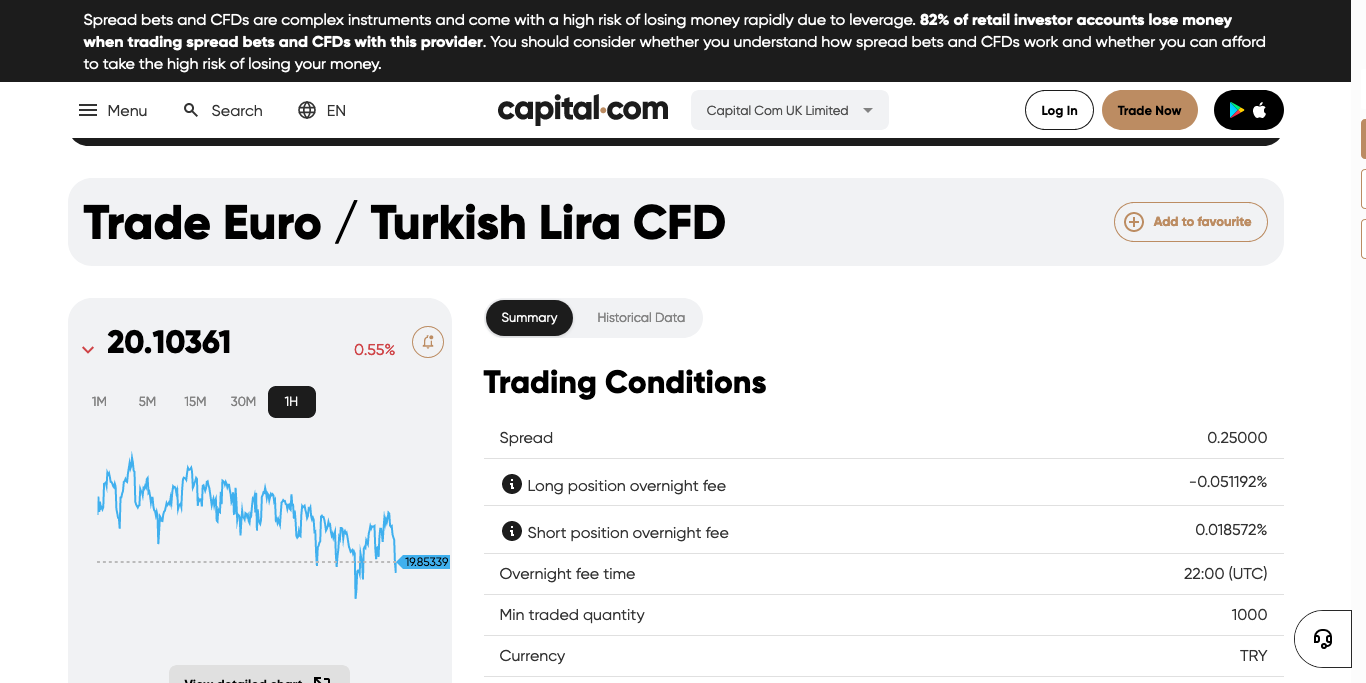 Spread bets and CFDs are complex instruments and come with a high risk of losing money rapidly due to leverage. 82% of retail investor accounts lose money
when trading spread bets and CFDs with this provider. You should consider whether you understand how spread bets and CFDs work and whether you can afford
to take the high risk of losing your money.
Menu
Search
EN
capital.com
Capital Com UK Limited
Log In
Trade Now
Trade Euro / Turkish Lira CFD
Add to favourite
20.10361
0.55%
1M
5M
15M
30M
1H
19.85339
View detailed chart
Summary
Historical Data
Trading Conditions
Spread
0.25000
Long position overnight fee
-0.051192%
Short position overnight fee
0.018572%
Overnight fee time
22:00 (UTC)
Min traded quantity
1000
Currency
TRY